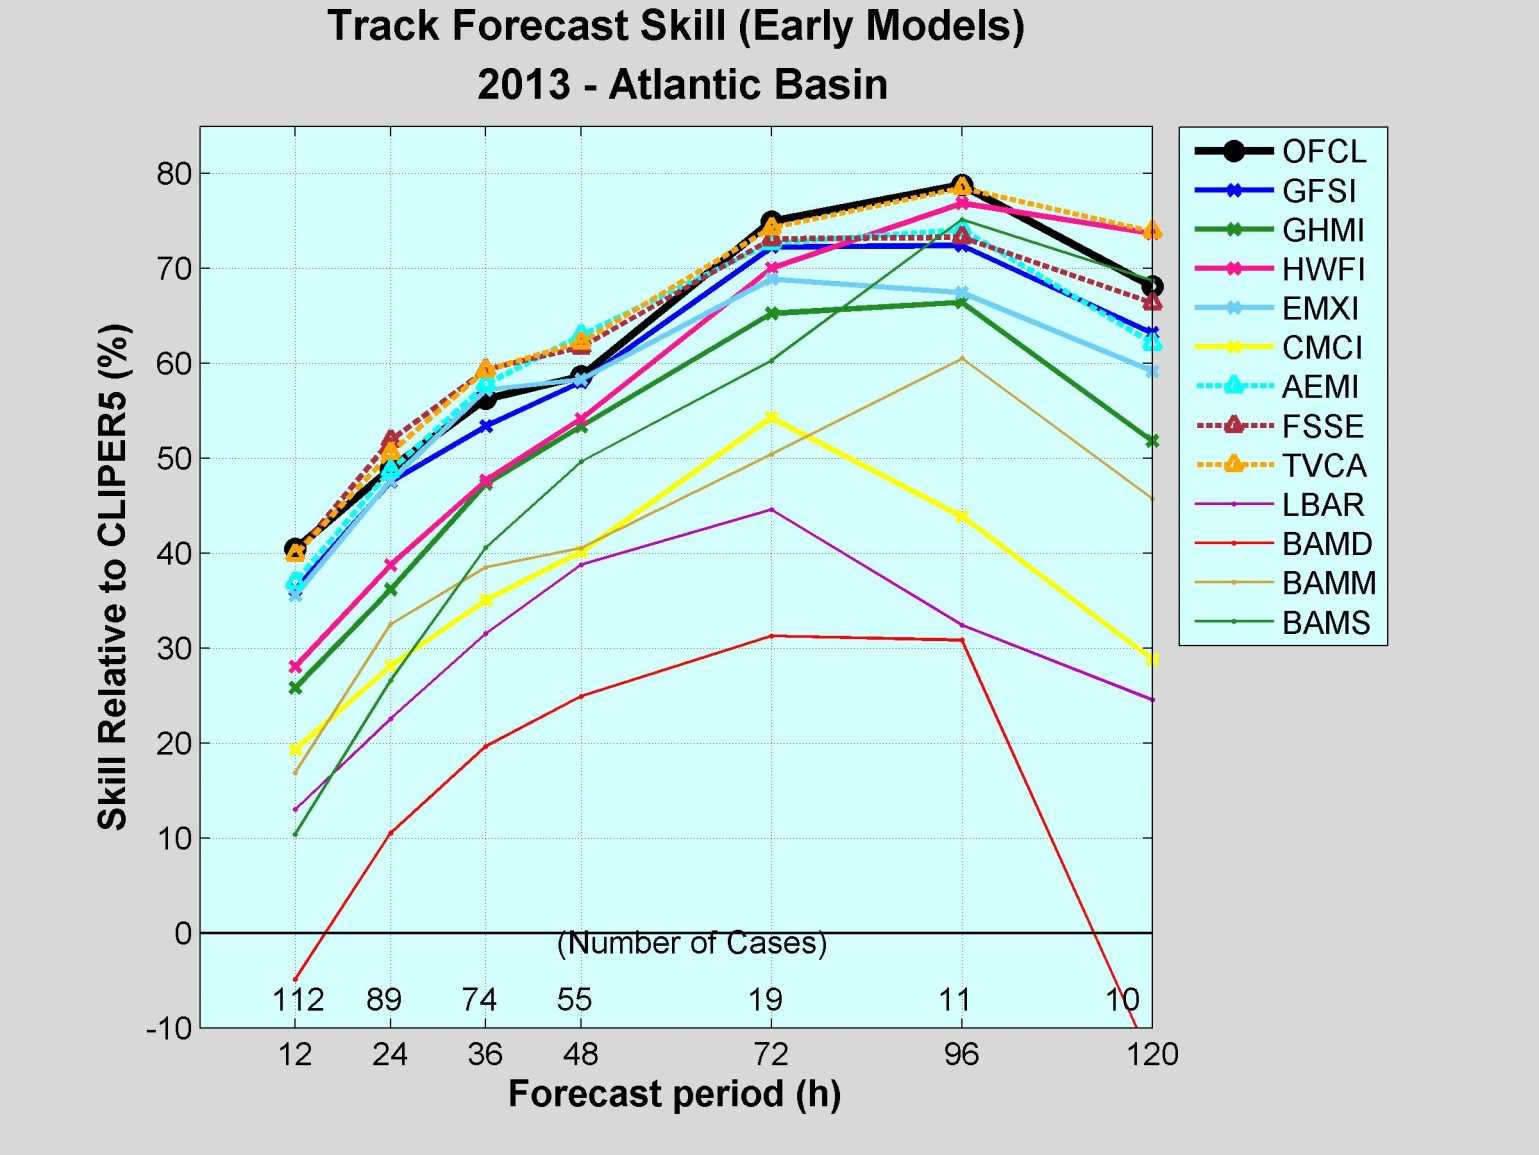 Track Forecast Skill (Early Models)
2013 - Atlantic Basin
Skill Relative to CLIPER5 (%)
80
70
60
50
40
30
20
10
0
-10
(Number of Cases)
112 89 74 55 19 11 10
12 24 36 48 72 96 120
Forecast period (h)
OFCL
GFSI
GHMI
HWFI
EMXI
CMCI
AEMI
FSSE
TVCA
LBAR
BAMD
BAMM
BAMS